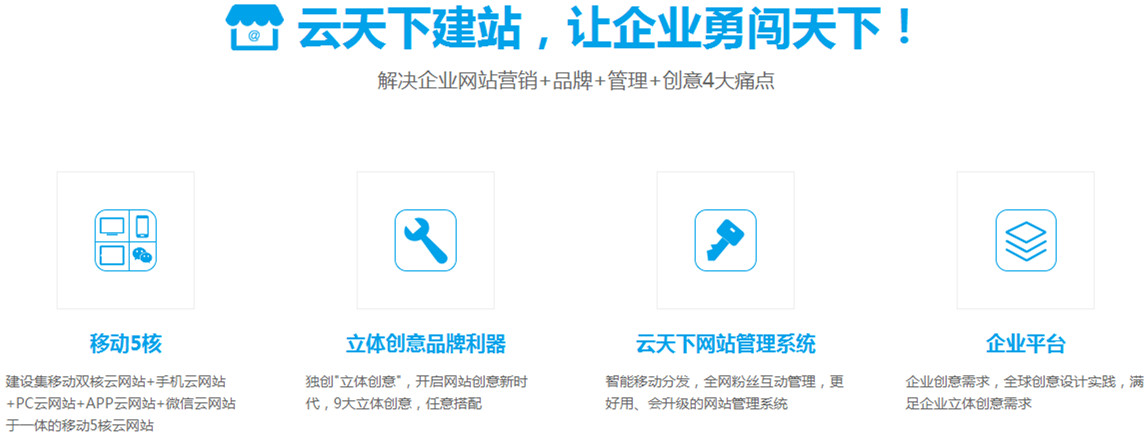 @
云天下建站，让企业勇闯天下！
解决企业网站营销+品牌+管理+创意4大痛点
移动5核
建设集移动双核云网站+手机云网站
+PC云网站+APP云网站+微信云网站
于一体的移动5核云网站
立体创意品牌利器
独创"立体创意"，开启网站创意新时
代，9大立体创意，任意搭配
云天下网站管理系统
智能移动分发，全网粉丝互动管理，更
好用、会升级的网站管理系统
企业平台
企业创意需求，全球创意设计实践，满
足企业立体创意需求